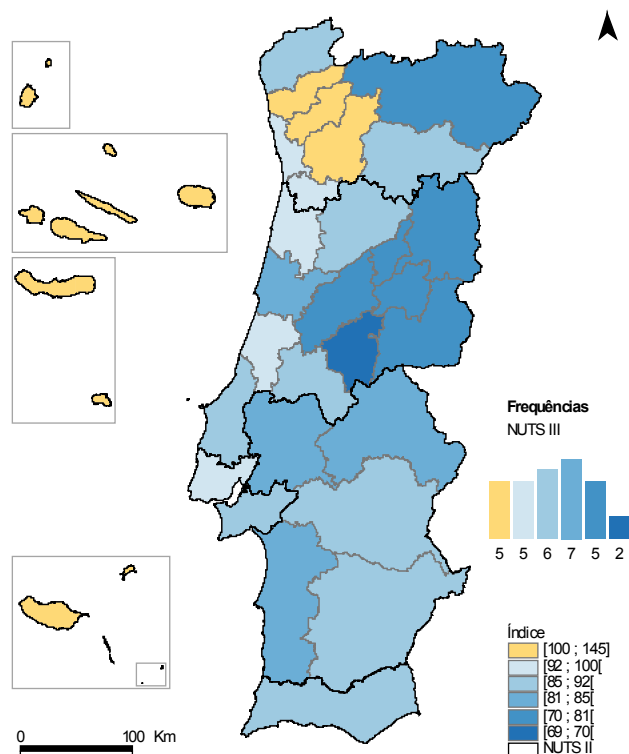 Frequências
NUTS III
5 5 6 7 5 2
Índice
[100 ; 145]
[92 ; 100[
[85 ; 92[
[81 ; 85[
[70 ; 81[
[69 ; 70[
NUTS II
0 100 Km